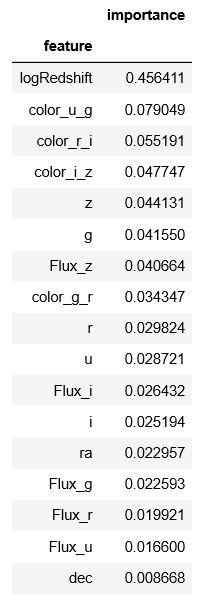 importance
feature
logRedshift 0.456411
color_u_g 0.079049
color_r_i 0.055191
color_i_z 0.047747
z 0.044131
g 0.041550
Flux_z 0.040664
color_g_r 0.034347
r 0.029824
u 0.028721
Flux_i 0.026432
i 0.025194
ra 0.022957
Flux_g 0.022593
Flux_r 0.019921
Flux_u 0.016600
dec 0.008668